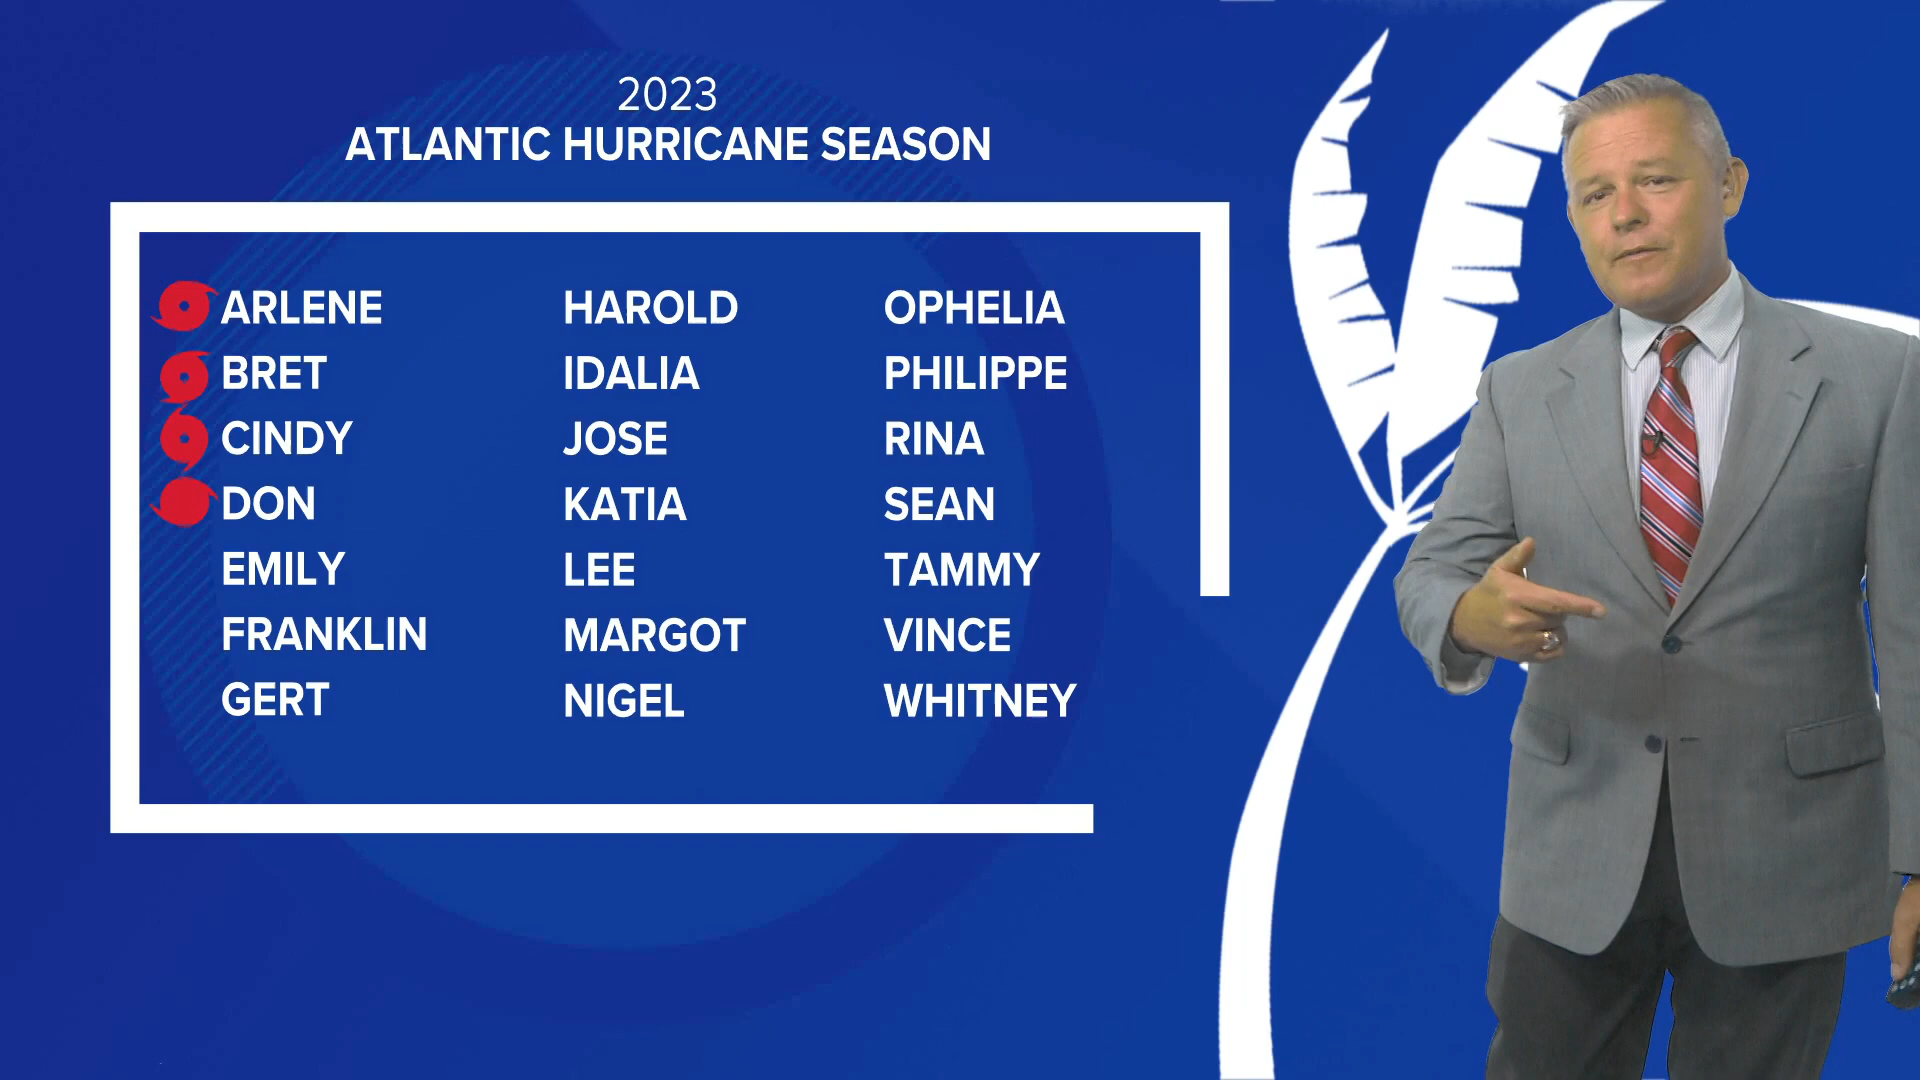 2023
ATLANTIC HURRICANE SEASON
ARLENE
BRET
CINDY
DON
EMILY
FRANKLIN
GERT
HAROLD
IDALIA
JOSE
KATIA
LEE
MARGOT
NIGEL
OPHELIA
PHILIPPE
RINA
SEAN
TAMMY
VINCE
WHITNEY